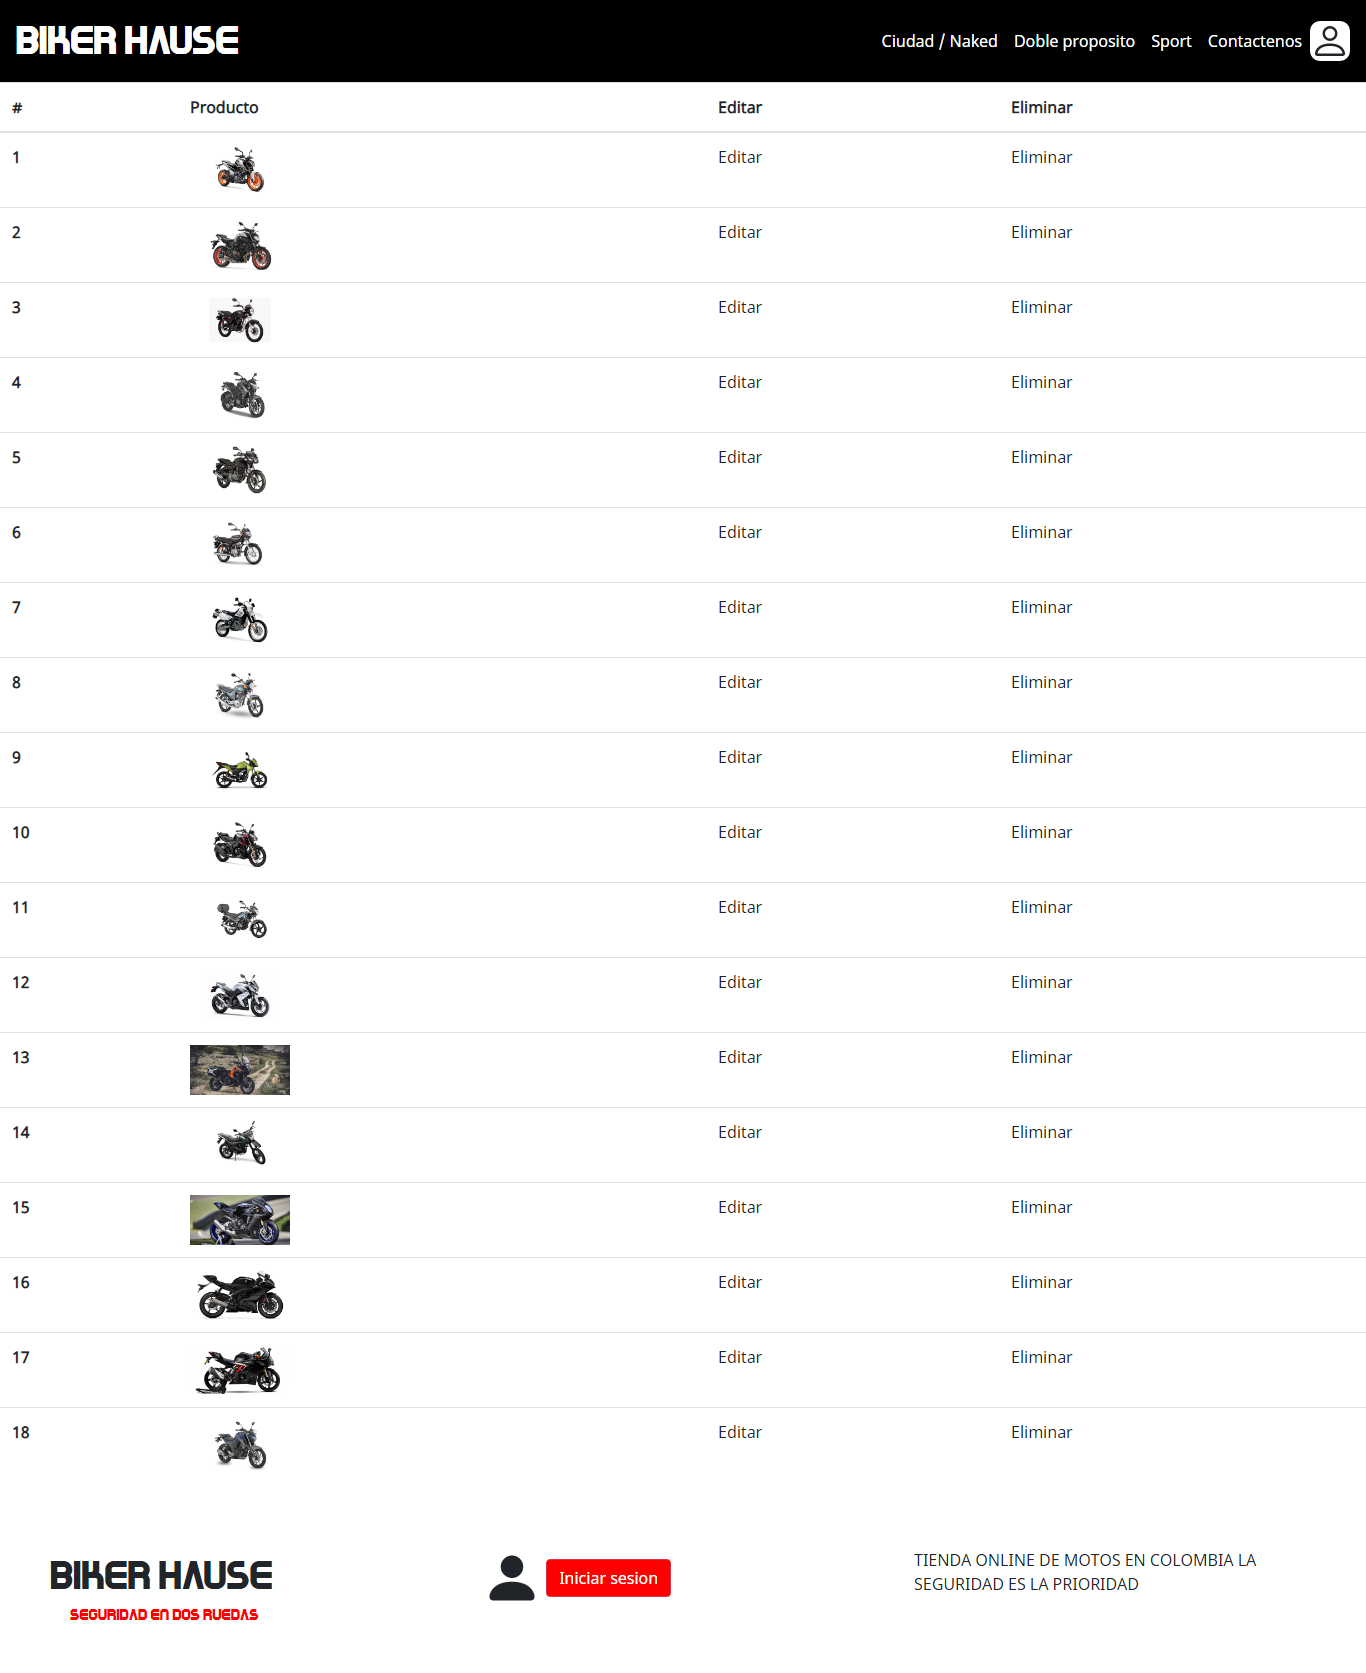 BIKER HAUSE
Ciudad / Naked Doble proposito Sport Contactenos
# Producto Editar Eliminar
1 Editar Eliminar
2 Editar Eliminar
3 Editar Eliminar
4 Editar Eliminar
5 Editar Eliminar
6 Editar Eliminar
7 Editar Eliminar
8 Editar Eliminar
9 Editar Eliminar
10 Editar Eliminar
11 Editar Eliminar
12 Editar Eliminar
13 Editar Eliminar
14 Editar Eliminar
15 Editar Eliminar
16 Editar Eliminar
17 Editar Eliminar
18 Editar Eliminar
BIKER HAUSE
SEGURIDAD EN DOS RUEDAS
Iniciar sesion
TIENDA ONLINE DE MOTOS EN COLOMBIA LA
SEGURIDAD ES LA PRIORIDAD